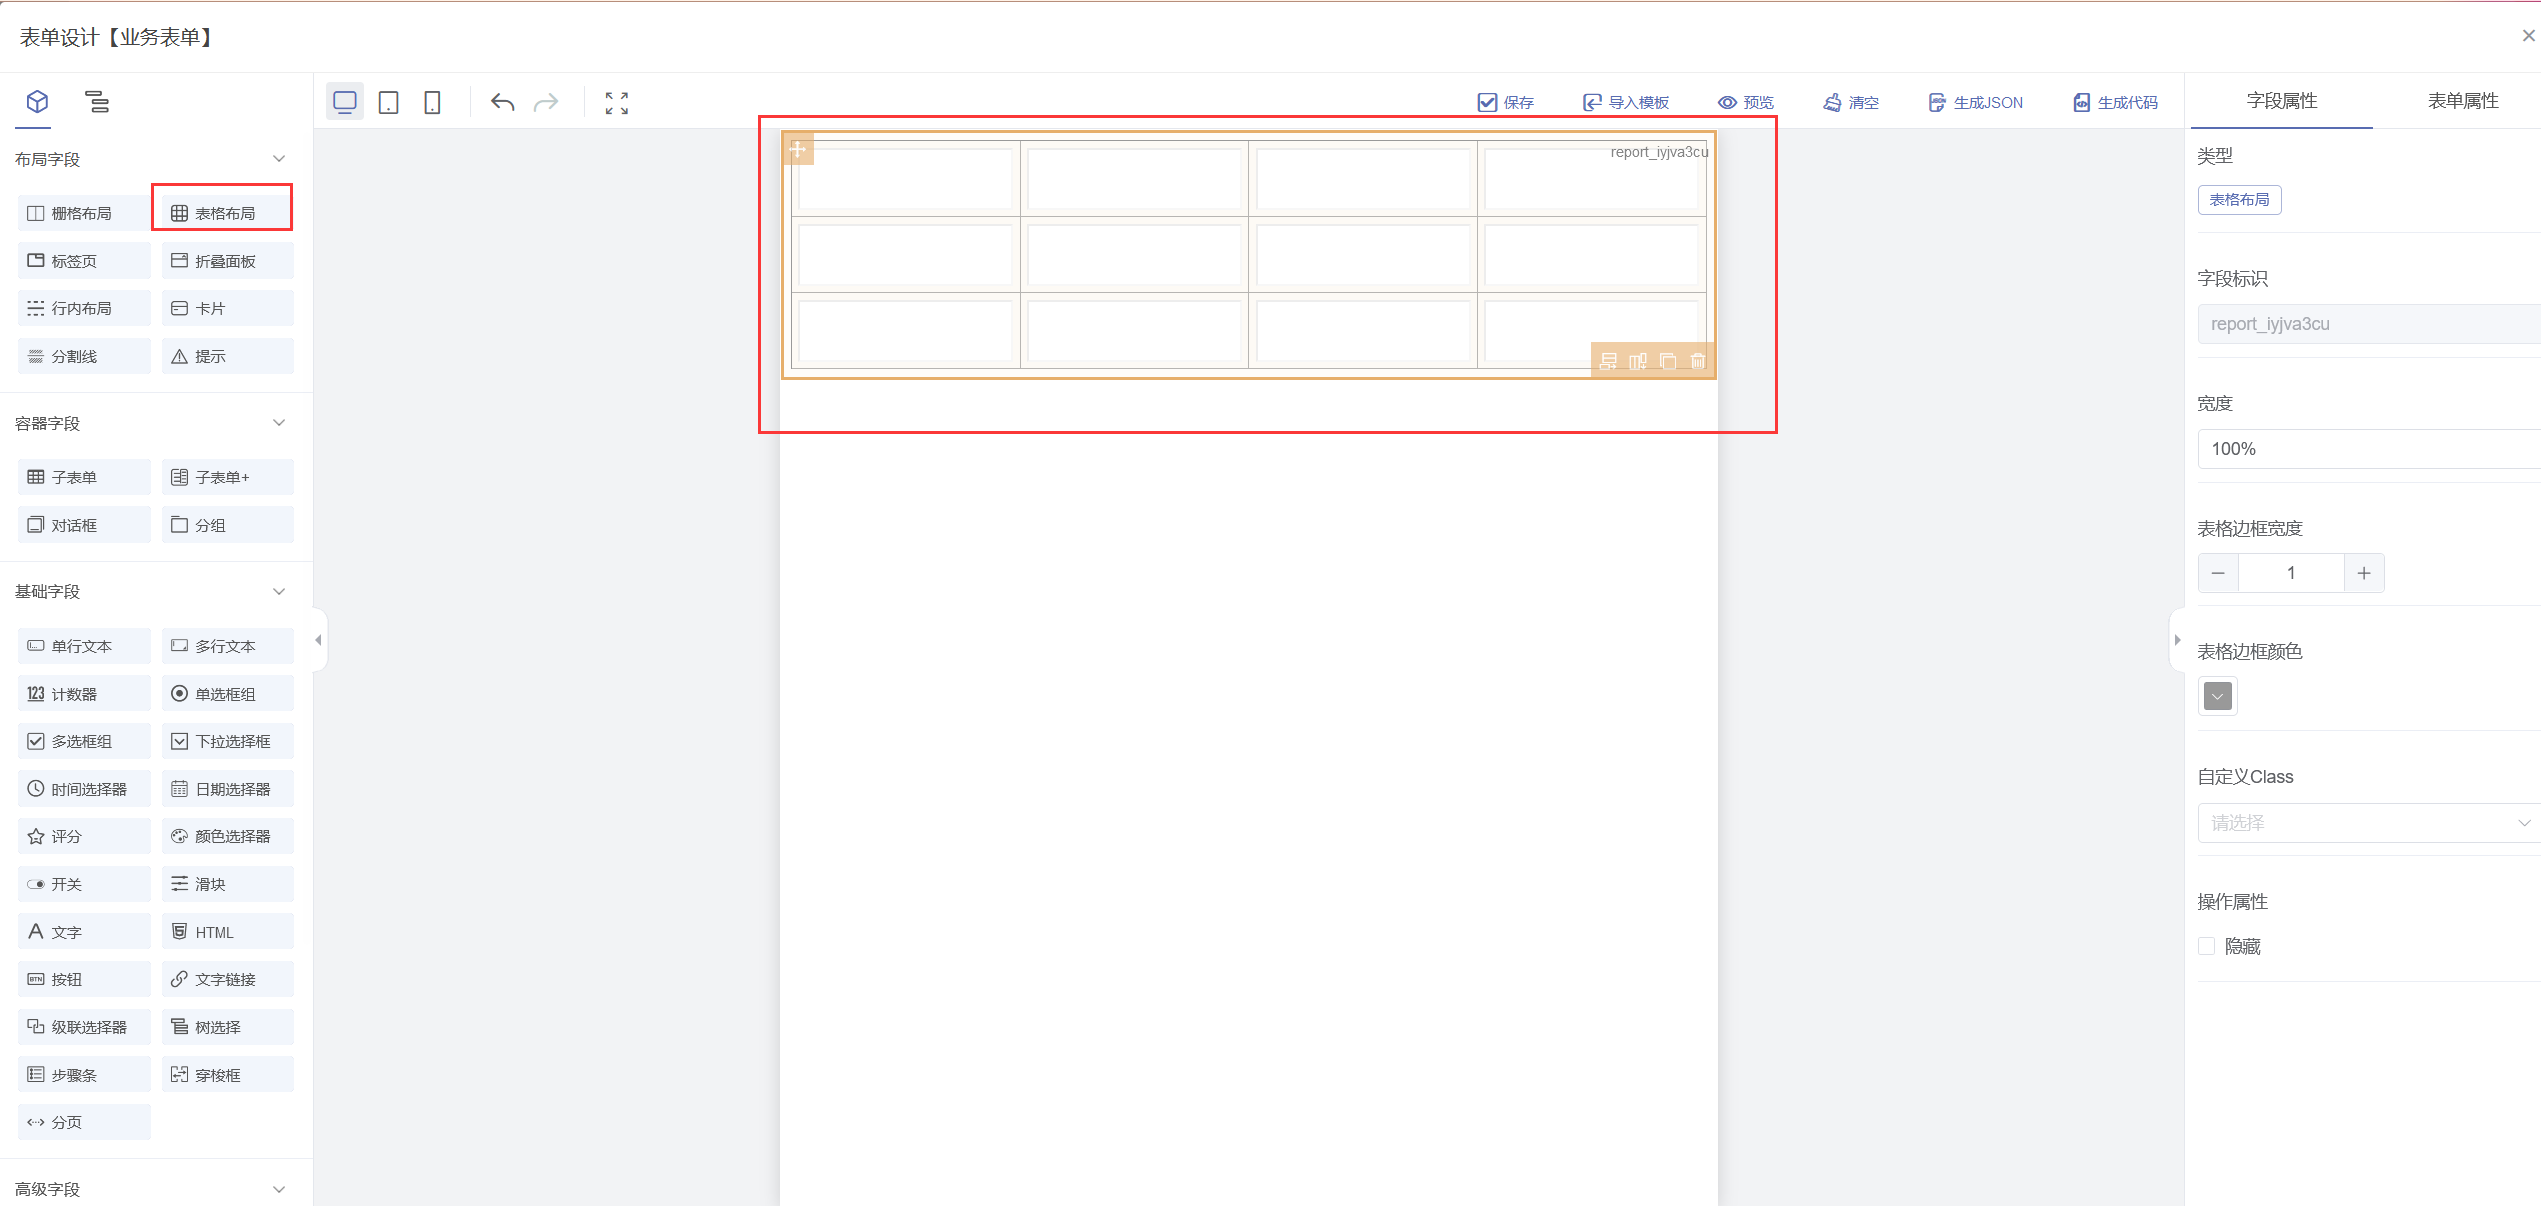 表单设计【业务表单】
保存
导入模板
预览
清空
生成JSON
生成代码
字段属性
表单属性
布局字段
栅格布局
表格布局
标签页
折叠面板
行内布局
卡片
分割线
提示
容器字段
子表单
子表单+
对话框
分组
基础字段
单行文本
多行文本
123 计数器
单选框组
多选框组
下拉选择框
时间选择器
日期选择器
评分
颜色选择器
开关
滑块
文字
HTML
按钮
文字链接
级联选择器
树选择
步骤条
穿梭框
分页
高级字段
report_iyjva3cu
类型
表格布局
字段标识
report_iyjva3cu
宽度
100%
表格边框宽度
1
表格边框颜色
自定义Class
请选择
操作属性
隐藏